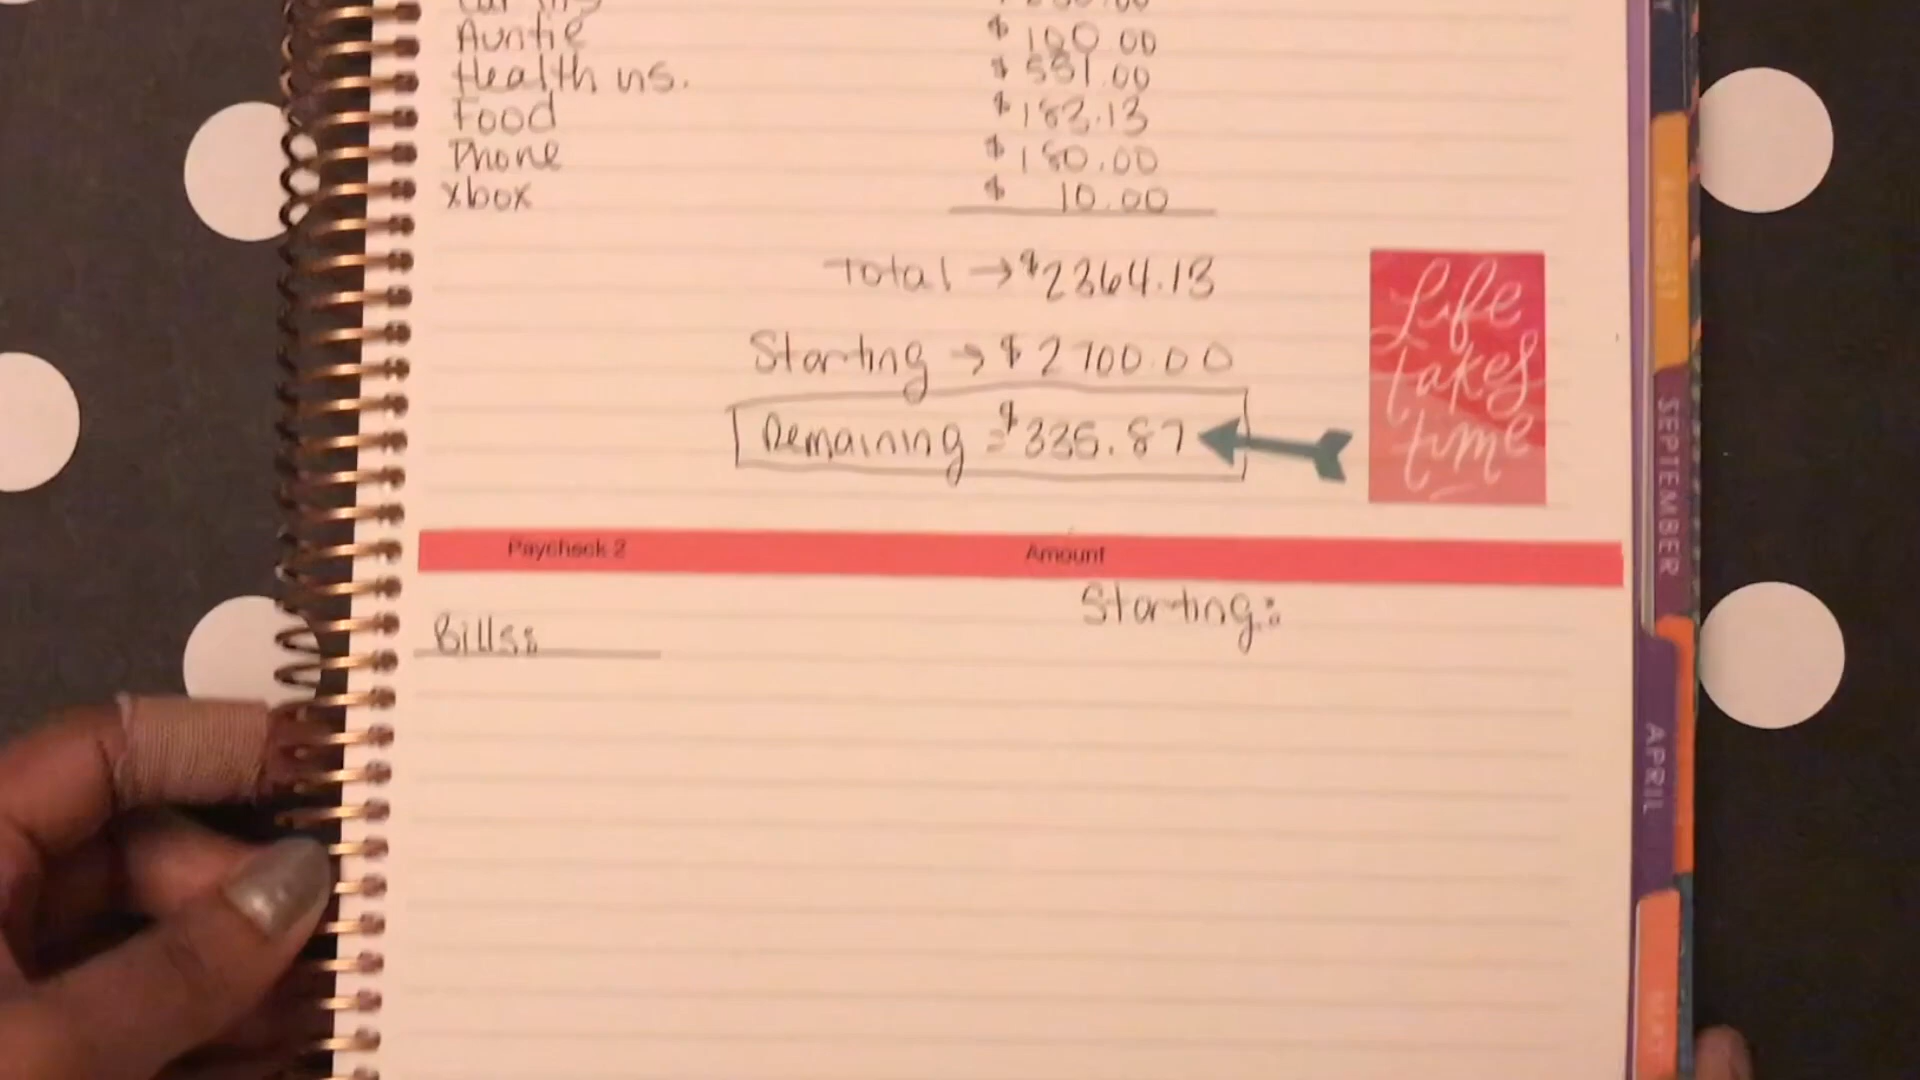 Auntie $100.00
Health ins. $551.00
Food $183.13
Phone $180.00
xbox $ 10.00
Total → $2364.13
Starting → $2700.00
Remaining = $335.87
Life
takes
time
Paycheck 2 Amount
Starting:
Bills:
AUGUST
SEPTEMBER
APRIL